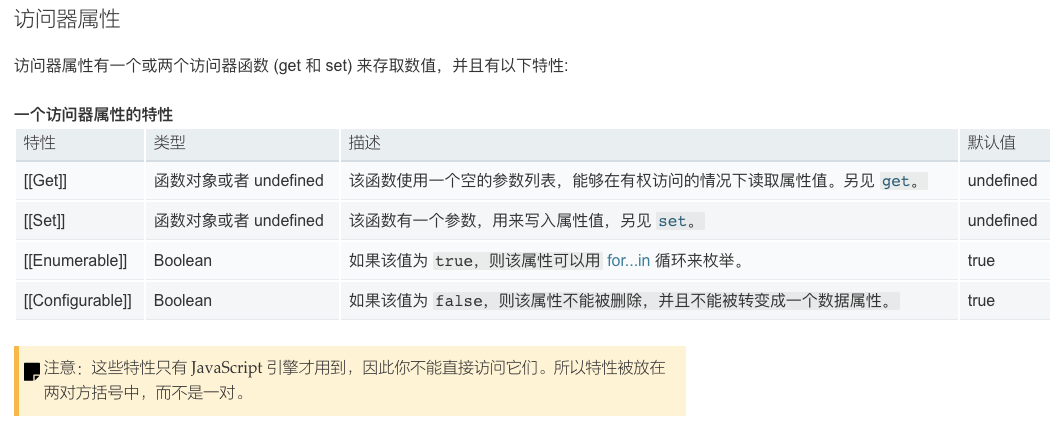 访问器属性
访问器属性有一个或两个访问器函数 (get 和 set) 来存取数值，并且有以下特性:
一个访问器属性的特性
特性 类型 描述 默认值
[[Get]] 函数对象或者 undefined 该函数使用一个空的参数列表，能够在有权访问的情况下读取属性值。另见 get。 undefined
[[Set]] 函数对象或者 undefined 该函数有一个参数，用来写入属性值，另见 set。 undefined
[[Enumerable]] Boolean 如果该值为 true，则该属性可以用 for...in 循环来枚举。 true
[[Configurable]] Boolean 如果该值为 false，则该属性不能被删除，并且不能被转变成一个数据属性。 true
注意：这些特性只有 JavaScript 引擎才用到，因此你不能直接访问它们。所以特性被放在
两对方括号中，而不是一对。